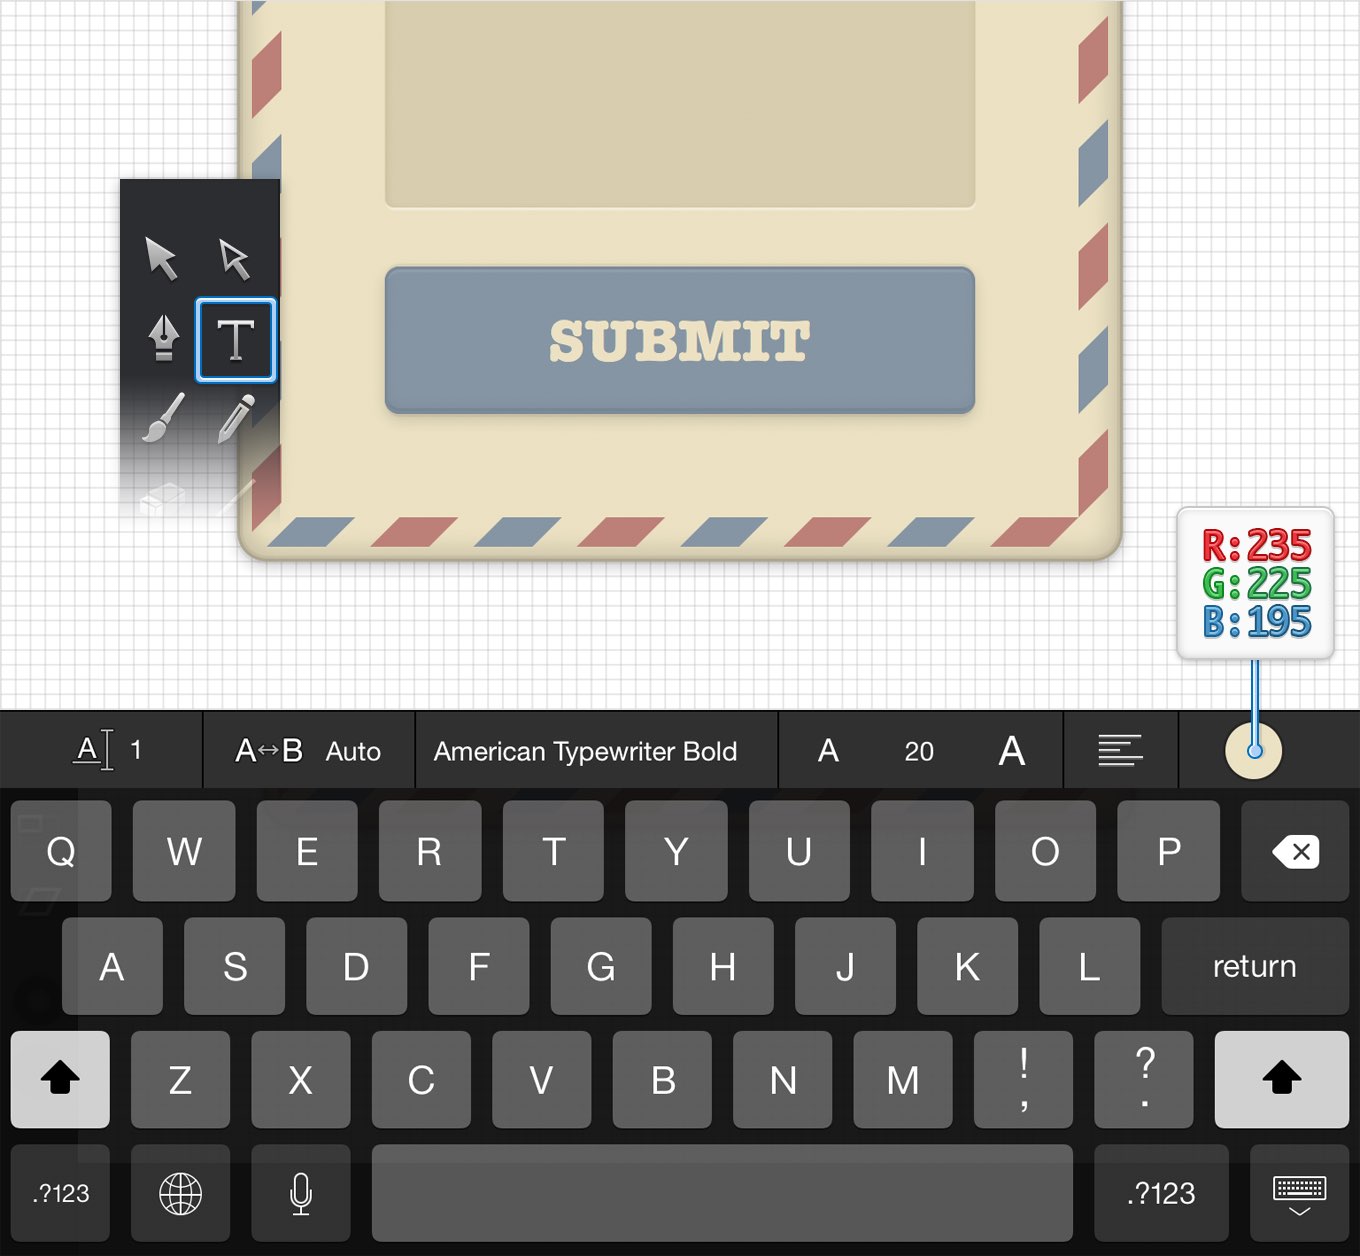 T
SUBMIT
R:235
G:225
B:195
A 1
A↔B Auto
American Typewriter Bold
A 20 A
Q W E R T Y U I O P
A S D F G H J K L return
Z X C V B N M ! ?
, .
.?123 .?123